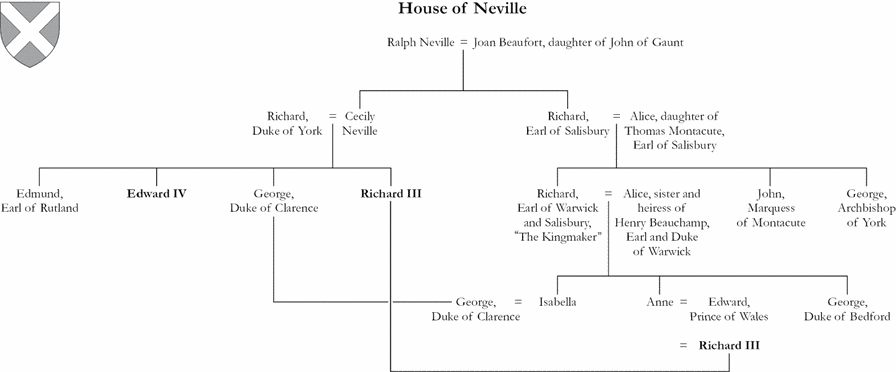 House of Neville
Ralph Neville = Joan Beaufort, daughter of John of Gaunt
Richard,
Duke of York
=
Cecily
Neville
Richard,
Earl of Salisbury
=
Alice, daughter of
Thomas Montacute,
Earl of Salisbury
Edmund,
Earl of Rutland
Edward IV
George,
Duke of Clarence
Richard III
Richard,
Earl of Warwick
and Salisbury,
"The Kingmaker"
=
Alice, sister and
heiress of
Henry Beauchamp,
Earl and Duke
of Warwick
John,
Marquess
of Montacute
George,
Archbishop
of York
George,
Duke of Clarence
=
Isabella
Anne =
Edward,
Prince of Wales
George,
Duke of Bedford
= Richard III